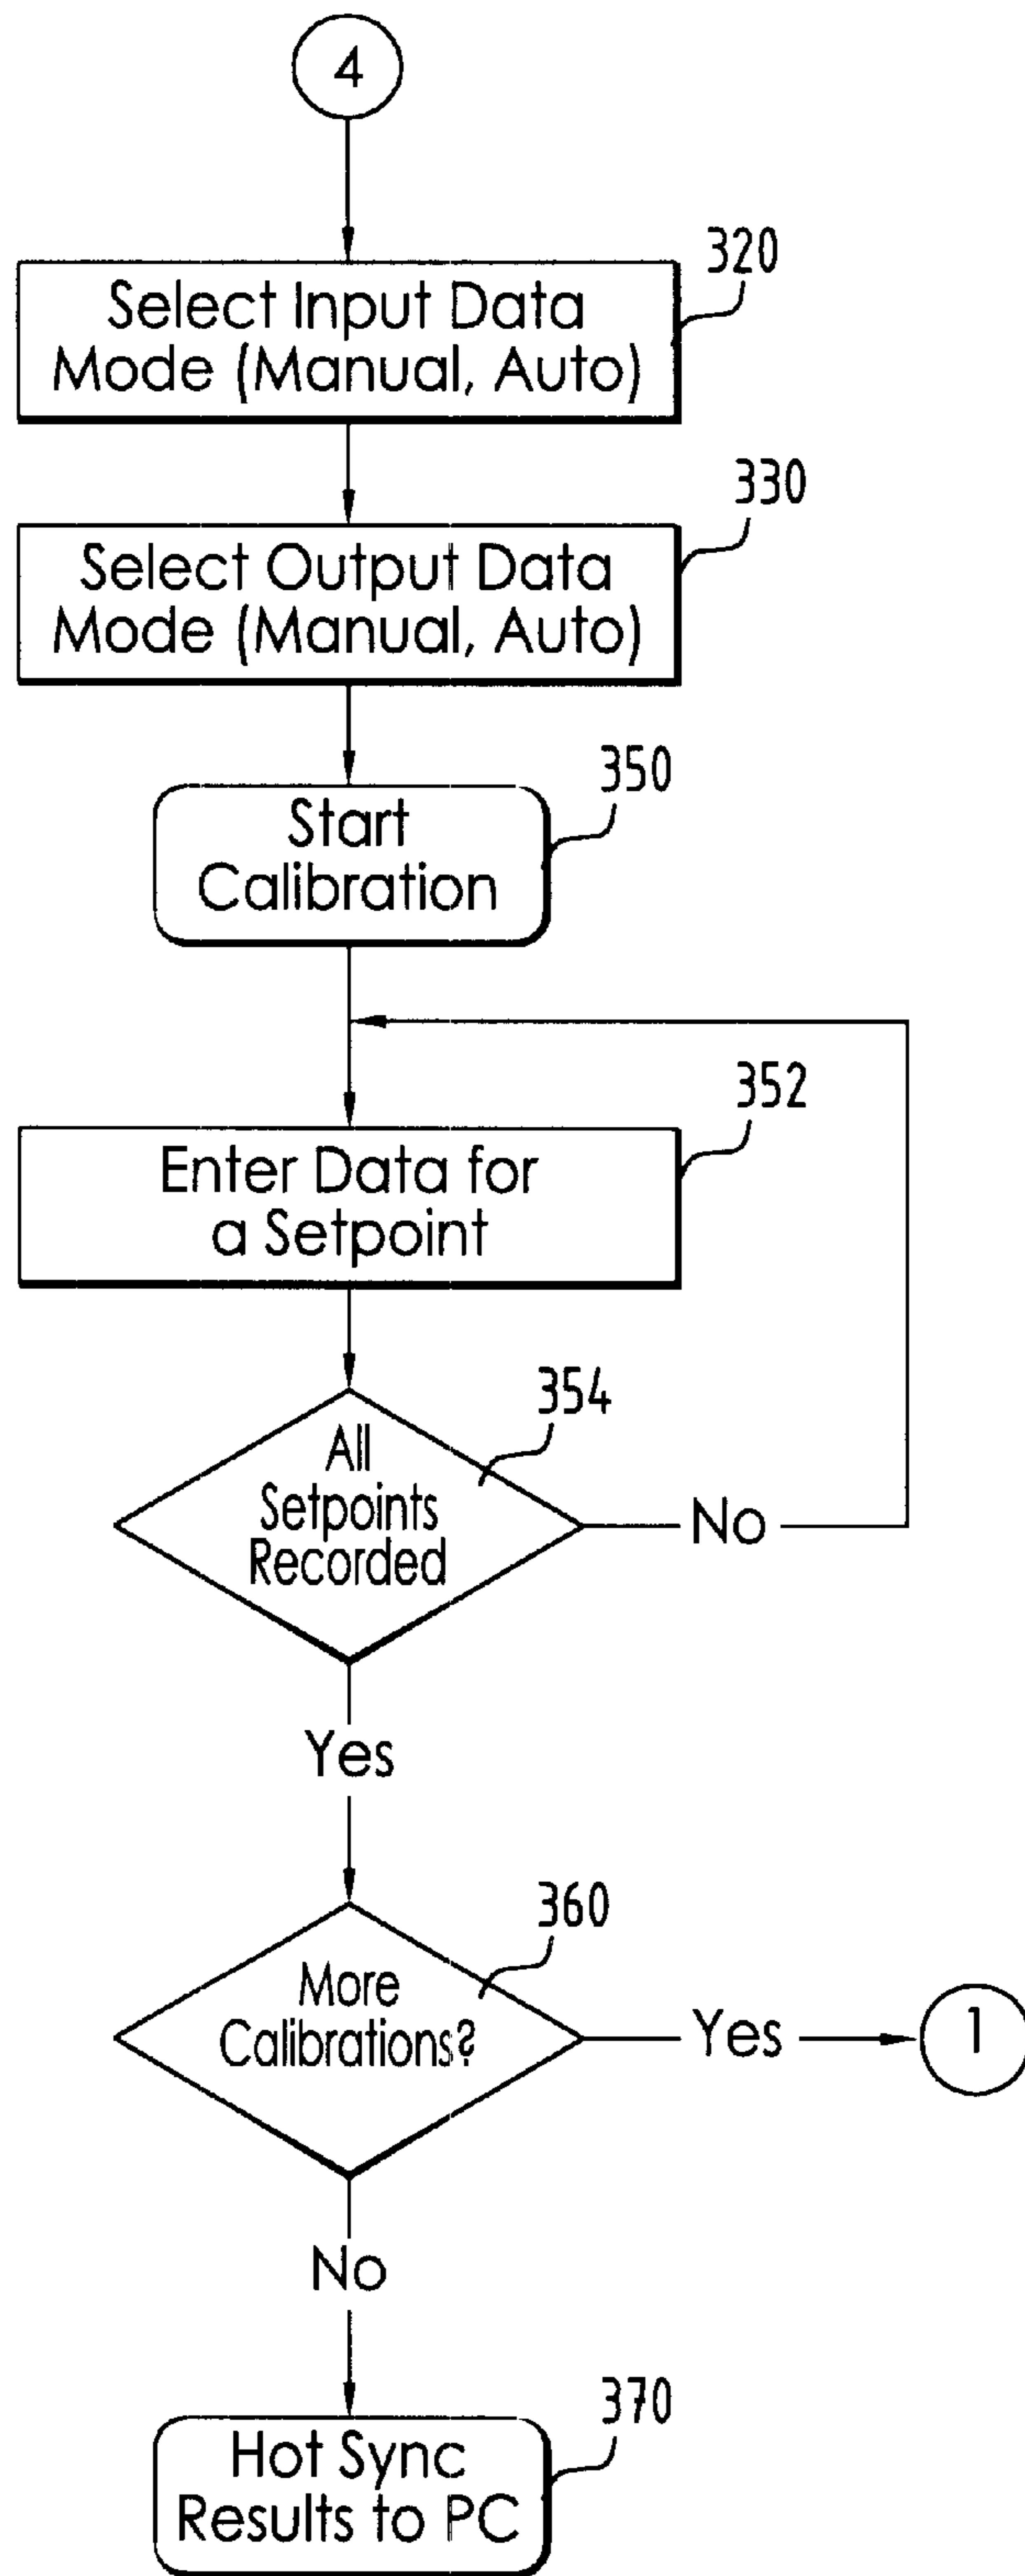 4
320
Select Input Data
Mode (Manual, Auto)
330
Select Output Data
Mode (Manual, Auto)
350
Start
Calibration
352
Enter Data for
a Setpoint
354
All
Setpoints
Recorded
No
Yes
360
More
Calibrations?
Yes
1
No
370
Hot Sync
Results to PC